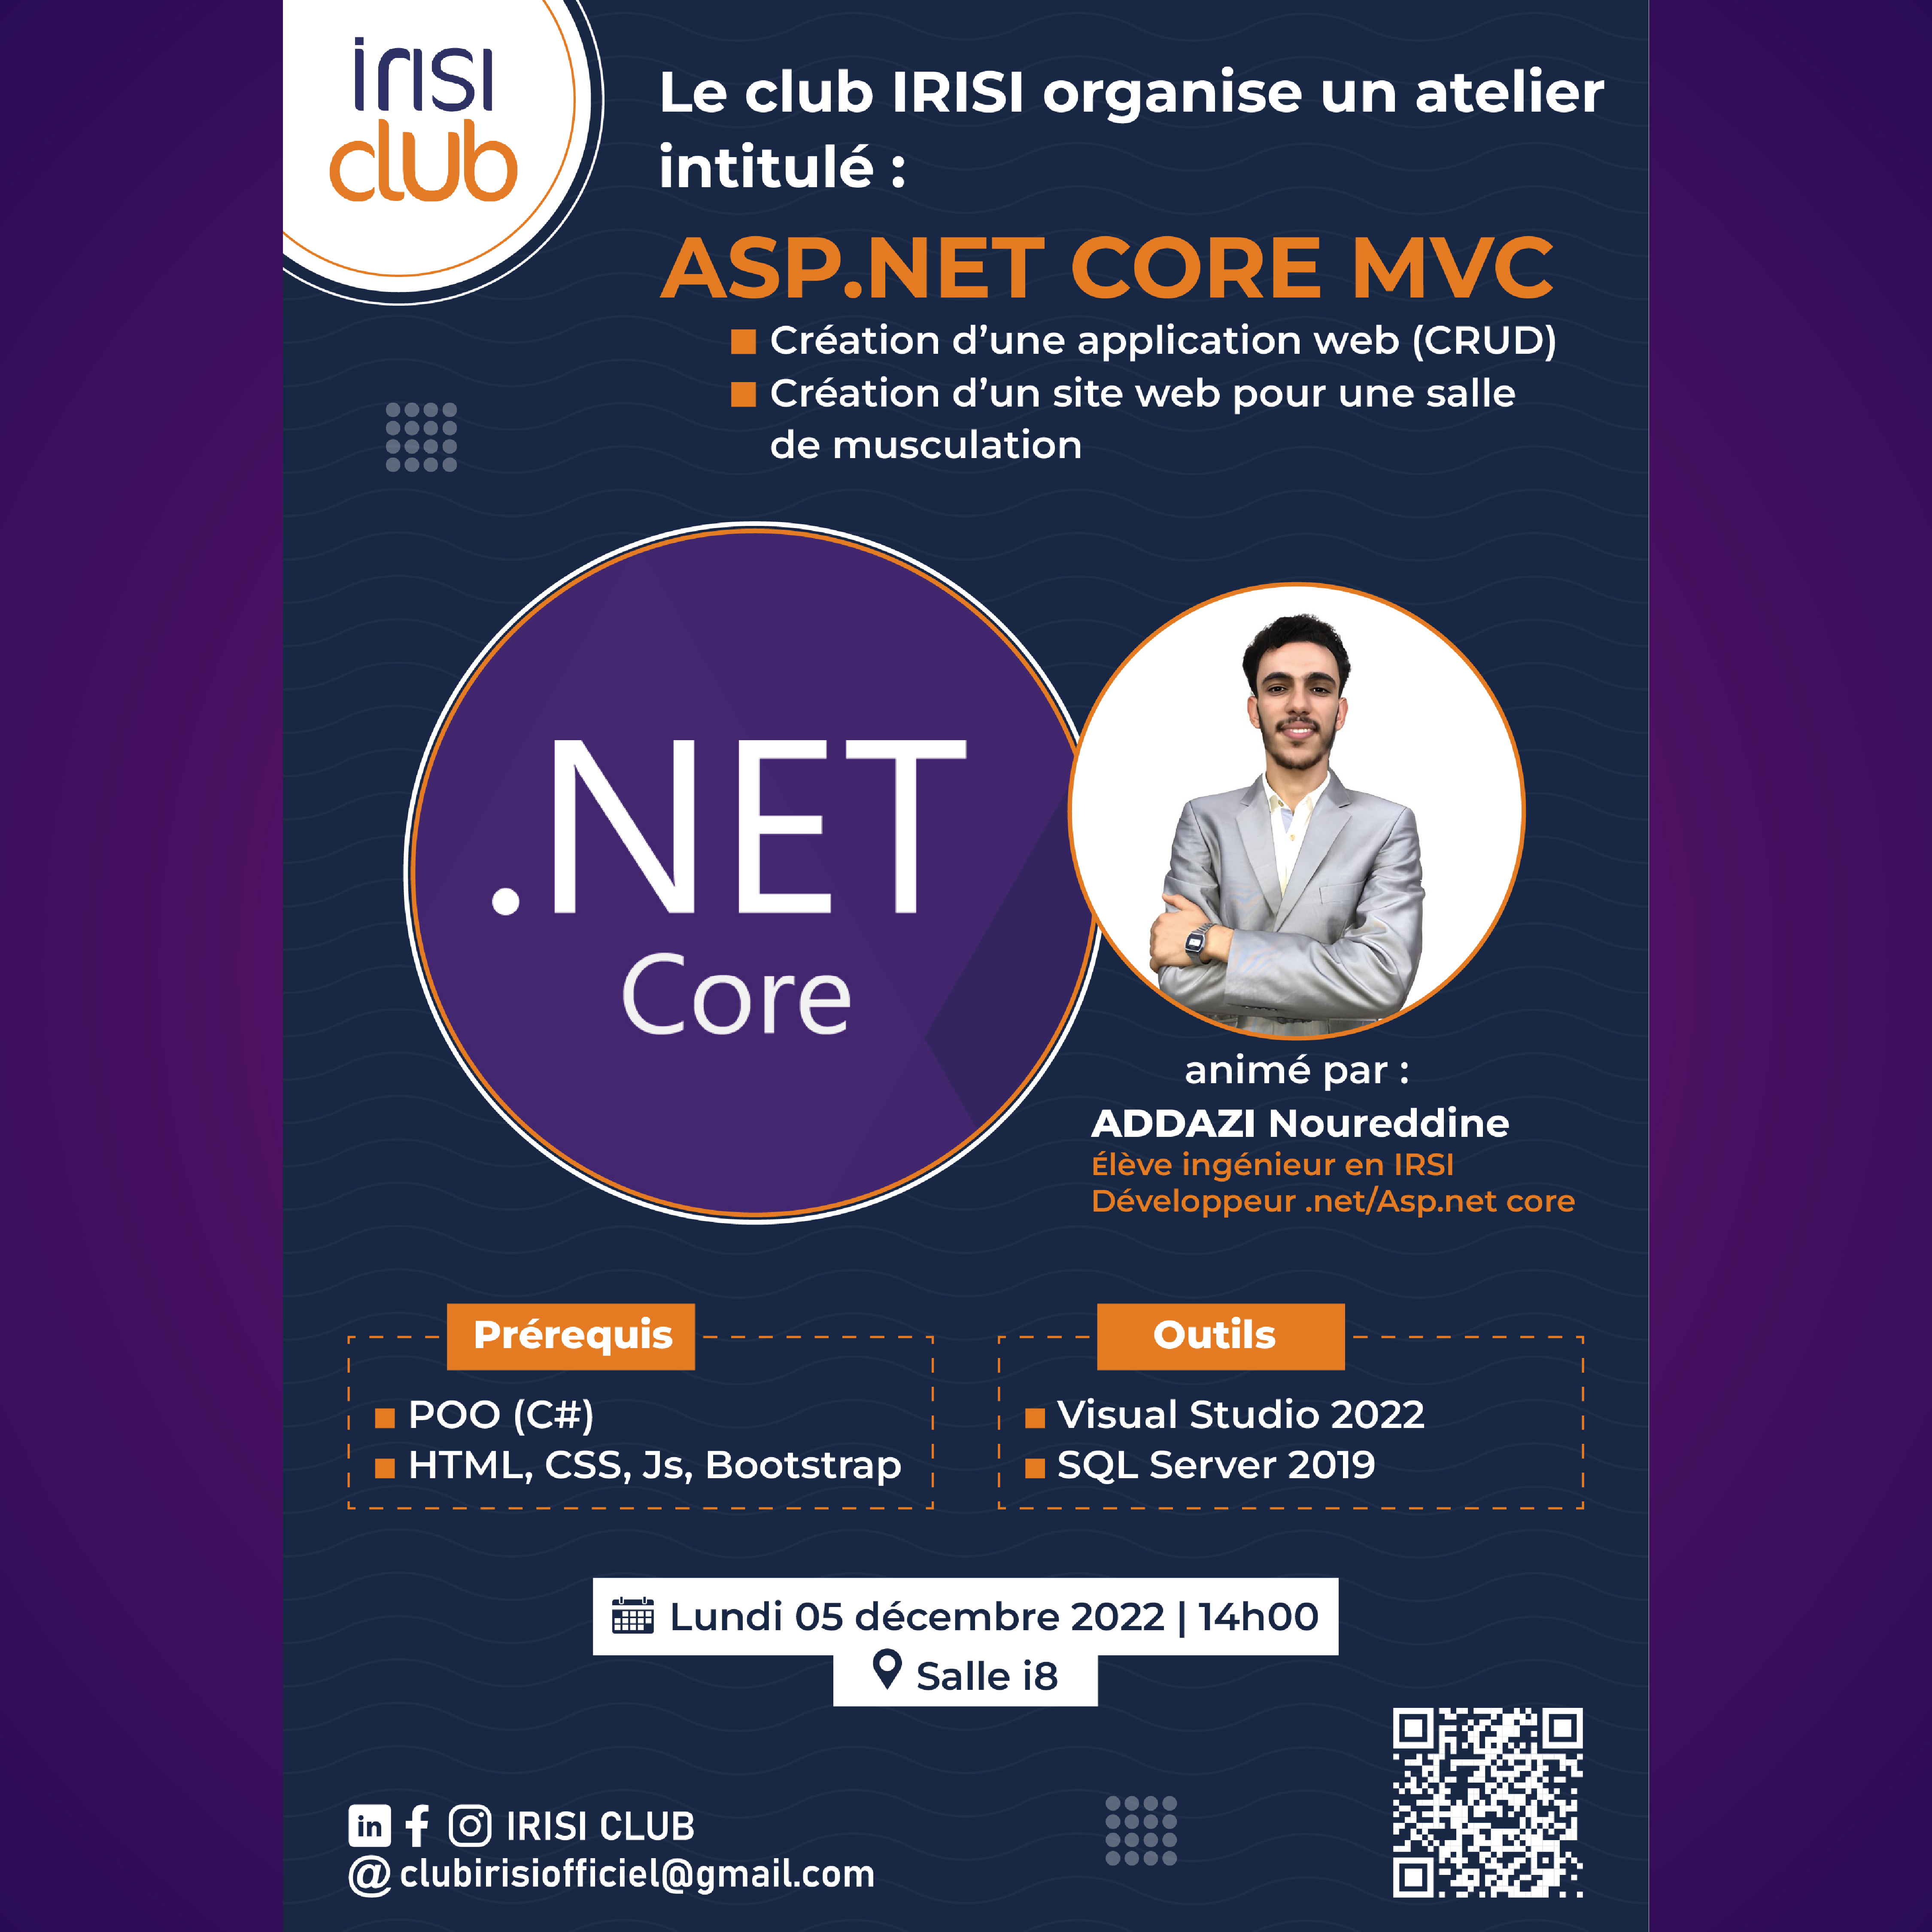 irisi
club
Le club IRISI organise un atelier
intitulé :
ASP.NET CORE MVC
Création d’une application web (CRUD)
Création d’un site web pour une salle
de musculation
.NET
Core
animé par :
ADDAZI Noureddine
Élève ingénieur en IRSI
Développeur .net/Asp.net core
Prérequis
POO (C#)
HTML, CSS, Js, Bootstrap
Outils
Visual Studio 2022
SQL Server 2019
Lundi 05 décembre 2022 | 14h00
Salle i8
in f IRISI CLUB
@ clubirisiofficiel@gmail.com